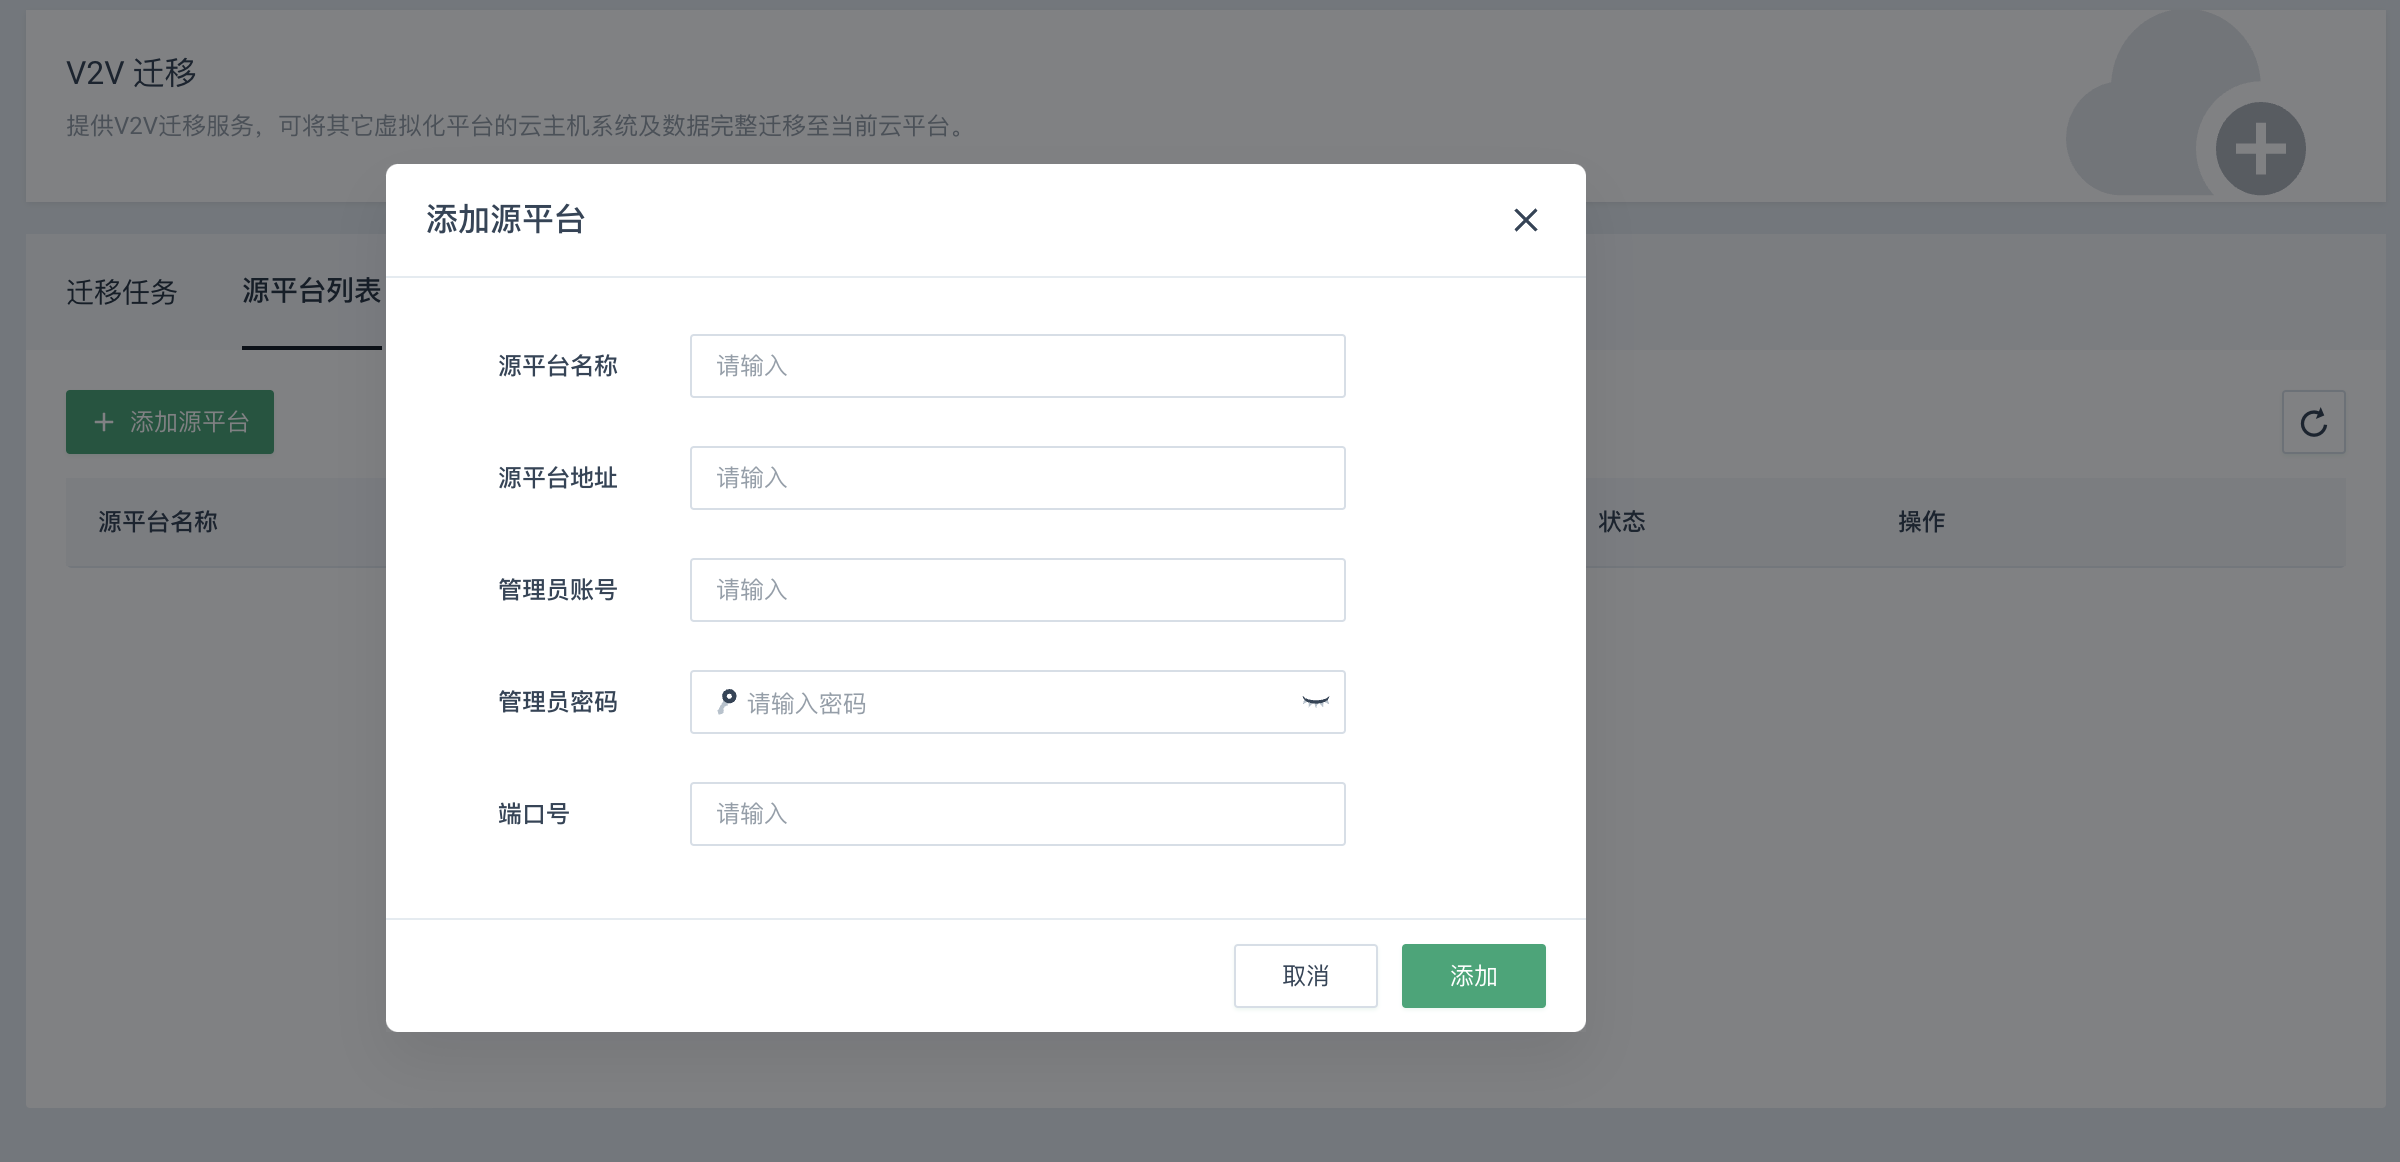 V2V 迁移
提供V2V迁移服务，可将其它虚拟化平台的云主机系统及数据完整迁移至当前云平台。
迁移任务 源平台列表
添加源平台
源平台名称 状态 操作
添加源平台
源平台名称 请输入
源平台地址 请输入
管理员账号 请输入
管理员密码 请输入密码
端口号 请输入
取消 添加